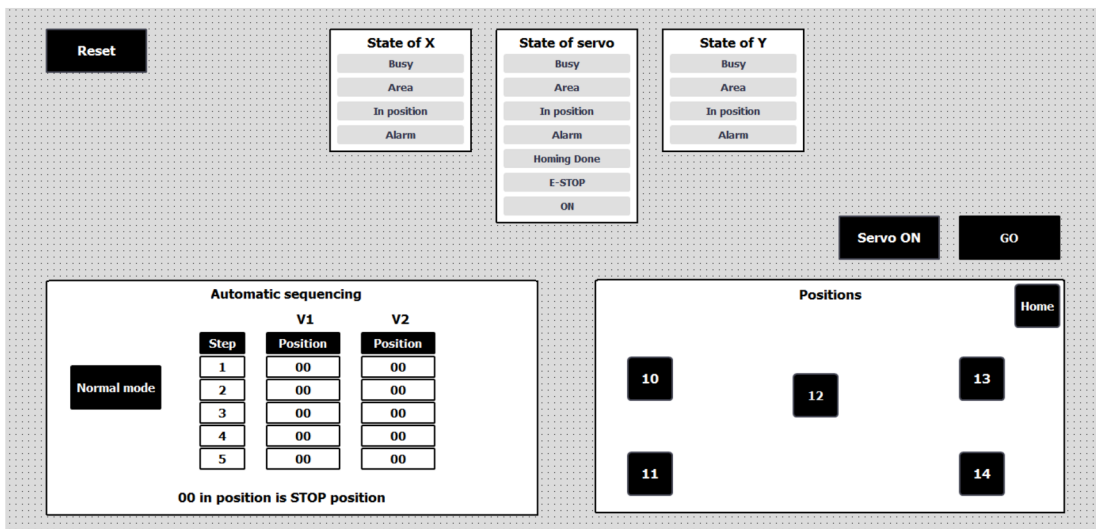 Reset
State of X
Busy
Area
In position
Alarm
State of servo
Busy
Area
In position
Alarm
Homing Done
E-STOP
ON
State of Y
Busy
Area
In position
Alarm
Servo ON
GO
Automatic sequencing
V1 V2
Step Position Position
1 00 00
2 00 00
3 00 00
4 00 00
5 00 00
Normal mode
00 in position is STOP position
Positions
Home
10
12
13
11
14